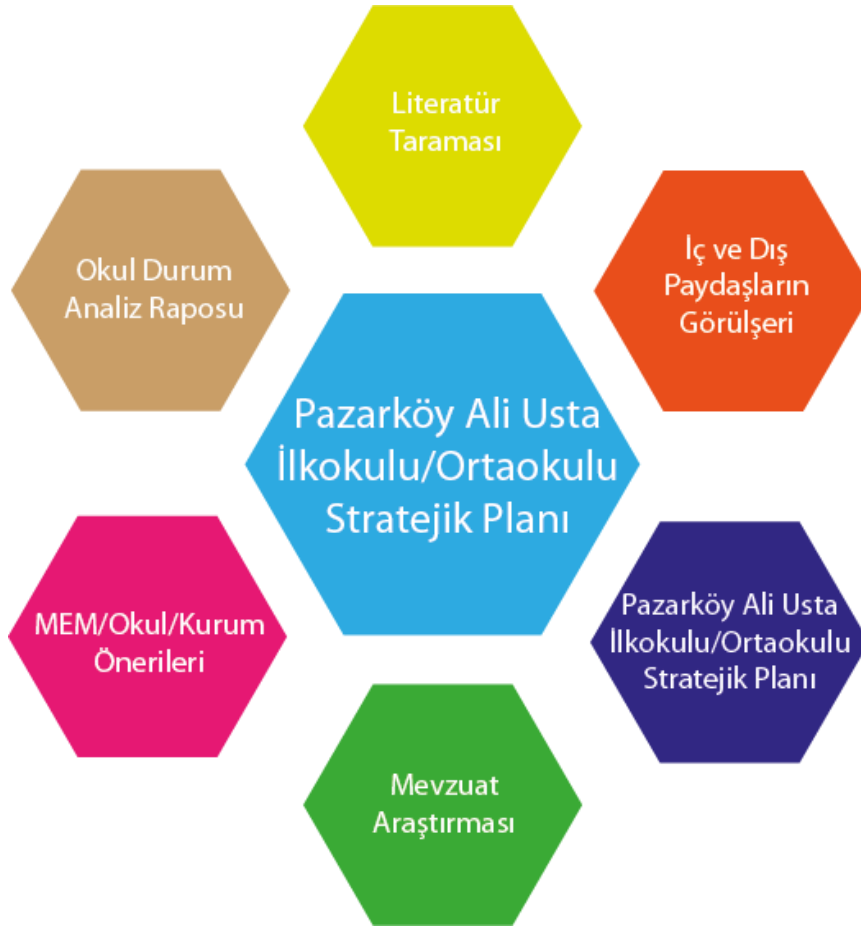 Literatür
Taraması
Okul Durum
Analiz Raposu
İç ve Dış
Paydaşların
Görülşeri
Pazarköy Ali Usta
İlkokulu/Ortaokulu
Stratejik Planı
MEM/Okul/Kurum
Önerileri
Pazarköy Ali Usta
İlkokulu/Ortaokulu
Stratejik Planı
Mevzuat
Araştırması